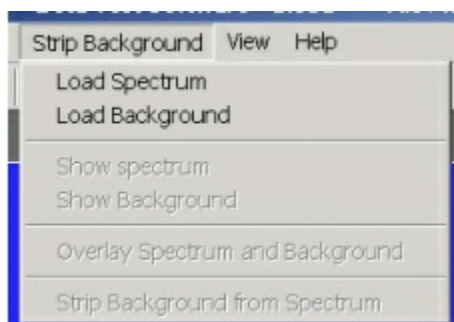 Strip Background View Help
Load Spectrum
Load Background
Show spectrum
Show Background
Overlay Spectrum and Background
Strip Background from Spectrum